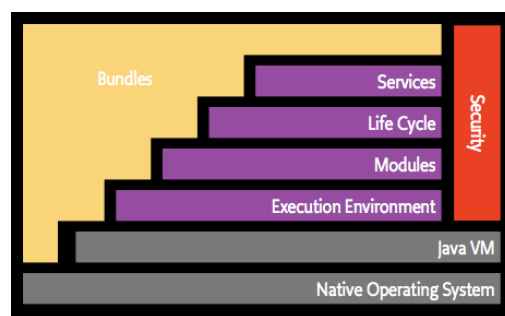 Bundles
Services
Life Cycle
Modules
Execution Environment
Java VM
Native Operating System
Security